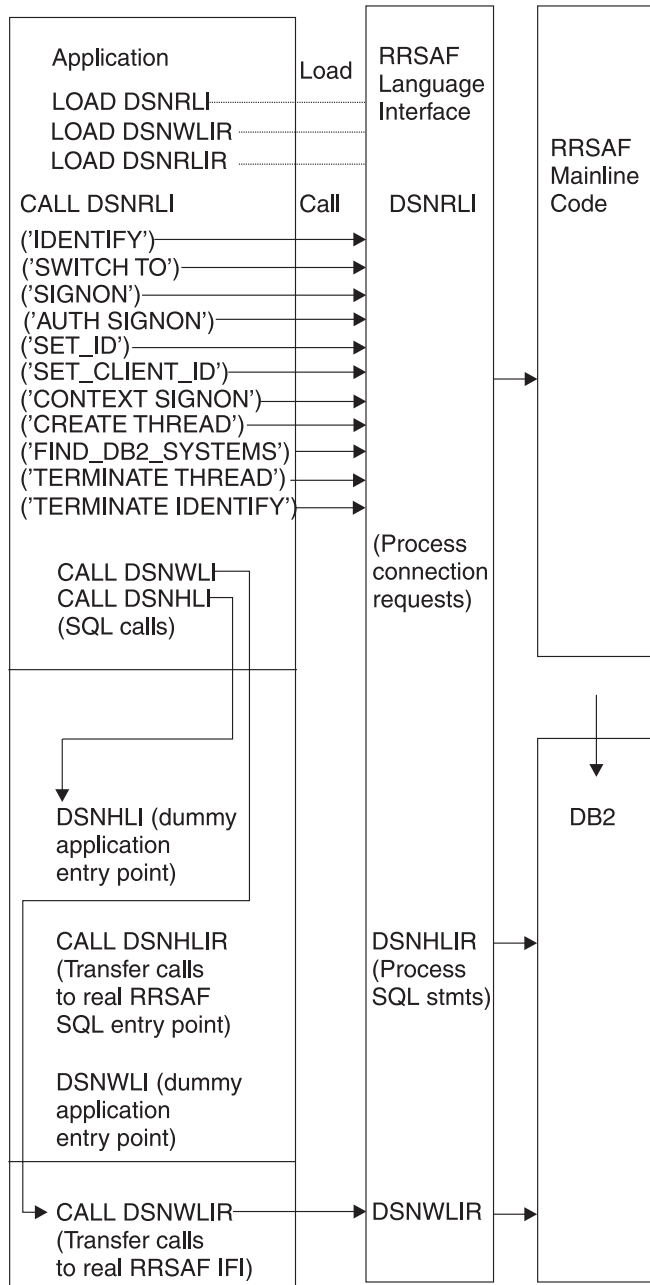 Application
Load
RRSAF
Language
Interface
LOAD DSNRLI
LOAD DSNWLIR
LOAD DSNRLIR
RRSAF
Mainline
Code
CALL DSNRLI
Call
DSNRLI
('IDENTIFY')
('SWITCH TO')
('SIGNON')
('AUTH SIGNON')
('SET_ID')
('SET_CLIENT_ID')
('CONTEXT SIGNON')
('CREATE THREAD')
('FIND_DB2_SYSTEMS')
('TERMINATE THREAD')
('TERMINATE IDENTIFY')
(Process
connection
requests)
CALL DSNWLI
CALL DSNHLI
(SQL calls)
DSNHLI (dummy
application
entry point)
DB2
CALL DSNHLIR
(Transfer calls
to real RRSAF
SQL entry point)
DSNHLIR
(Process
SQL stmts)
DSNWLI (dummy
application
entry point)
CALL DSNWLIR
(Transfer calls
to real RRSAF IFI)
DSNWLIR